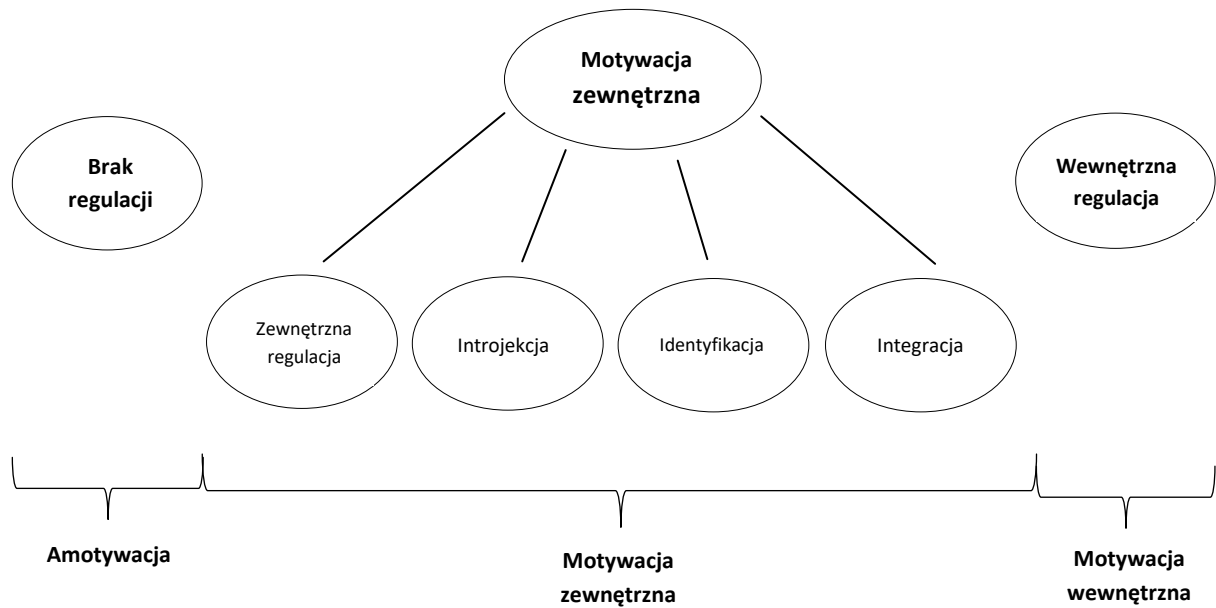 Motywacja
zewnętrzna
Brak
regulacji
Wewnętrzna
regulacja
Zewnętrzna
regulacja
Introjekcja
Identyfikacja
Integracja
Amotywacja
Motywacja
zewnętrzna
Motywacja
wewnętrzna